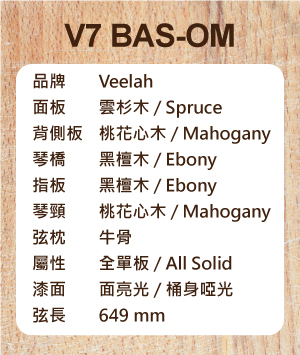 V7 BAS-OM
品牌 Veelah
面板 雲杉木 / Spruce
背側板 桃花心木 / Mahogany
琴橋 黑檀木 / Ebony
指板 黑檀木 / Ebony
琴頸 桃花心木 / Mahogany
弦枕 牛骨
屬性 全單板 / All Solid
漆面 面亮光 / 桶身啞光
弦長 649 mm